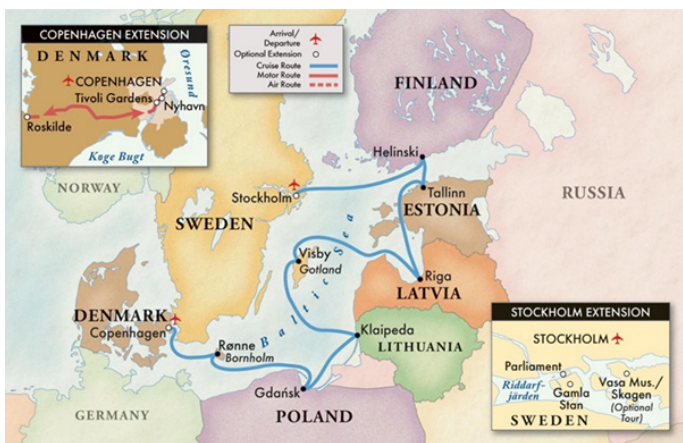 COPENHAGEN EXTENSION
DENMARK
COPENHAGEN
Tivoli Gardens
Nyhavn
Øresund
Roskilde
Køge Bugt
Arrival/
Departure
Optional Extension
Cruise Route
Motor Route
Air Route
FINLAND
Helinski
NORWAY
Stockholm
SWEDEN
Tallinn
ESTONIA
RUSSIA
Baltic Sea
Visby
Gotland
Riga
LATVIA
DENMARK
Copenhagen
Rønne
Bornholm
Klaipeda
LITHUANIA
Gdańsk
GERMANY
POLAND
STOCKHOLM EXTENSION
STOCKHOLM
Parliament
Riddarf-
järden
Gamla
Stan
Vasa Mus./
Skagen
(Optional
Tour)
SWEDEN